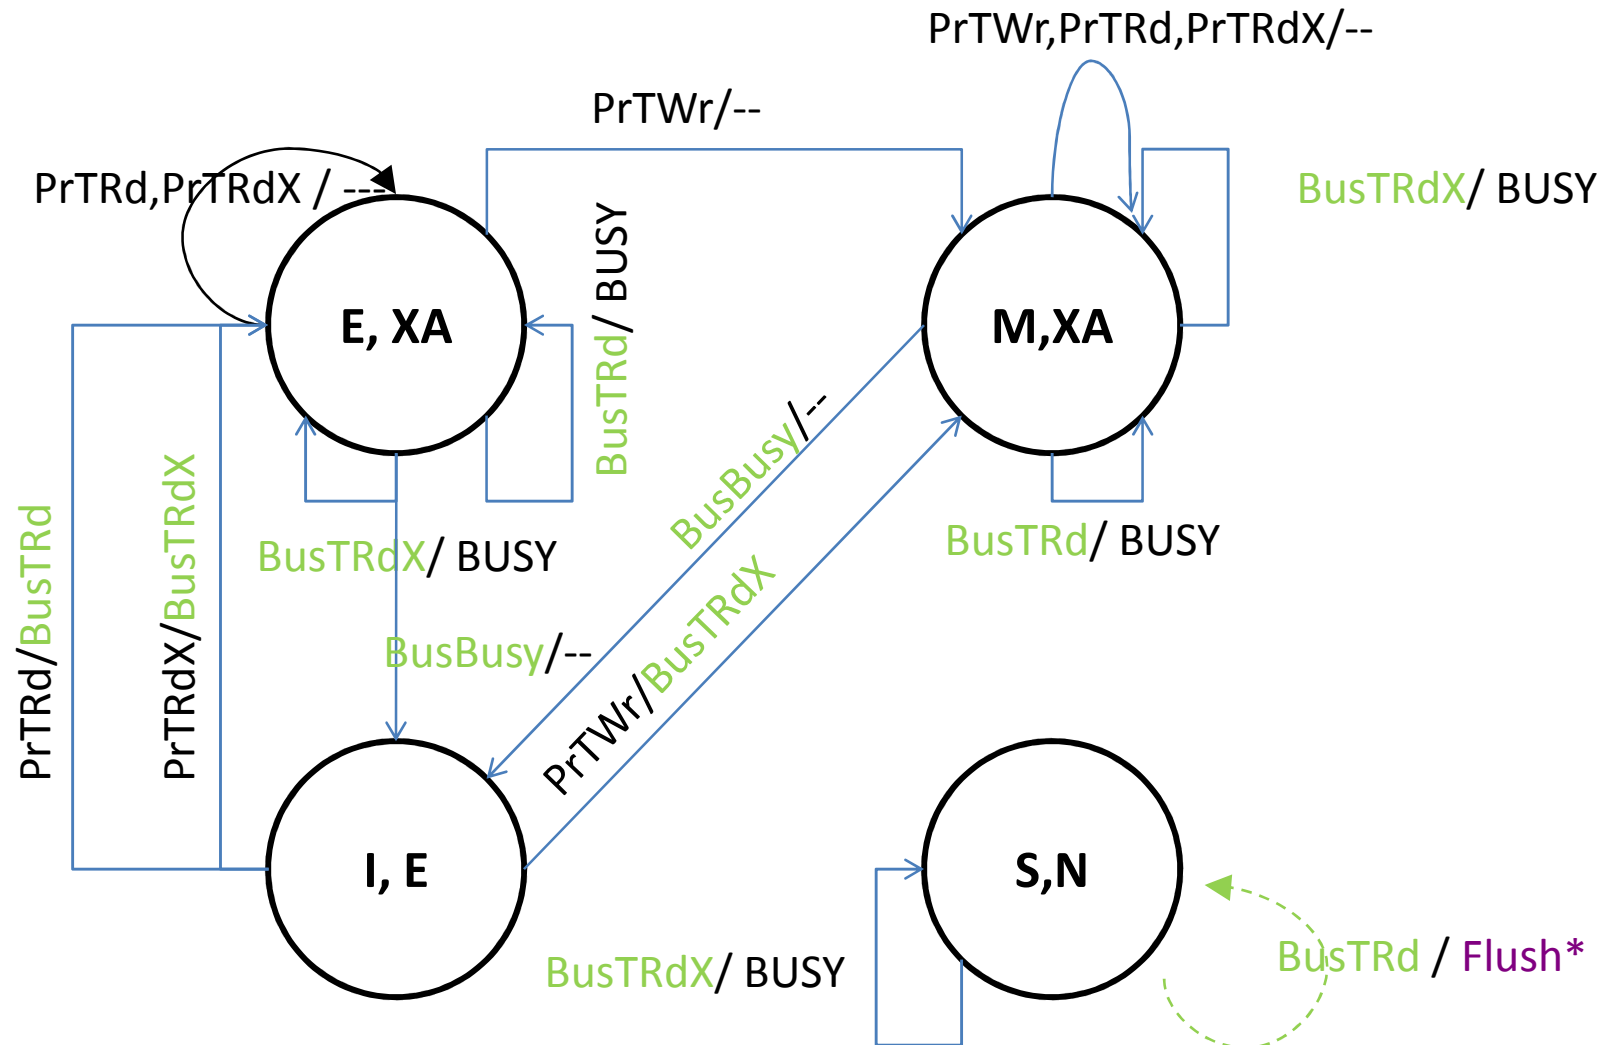 PrTWr,PrTRd,PrTRdX/--
PrTWr/--
PrTRd,PrTRdX / ---
BusTRdX/ BUSY
BusTRd/ BUSY
E, XA
M,XA
BusBusy/--
BusTRdX/ BUSY
BusTRd/ BUSY
PrTRd/BusTRd
PrTRdX/BusTRdX
BusBusy/--
PrTWr/BusTRdX
I, E
S,N
BusTRdX/ BUSY
BusTRd / Flush*